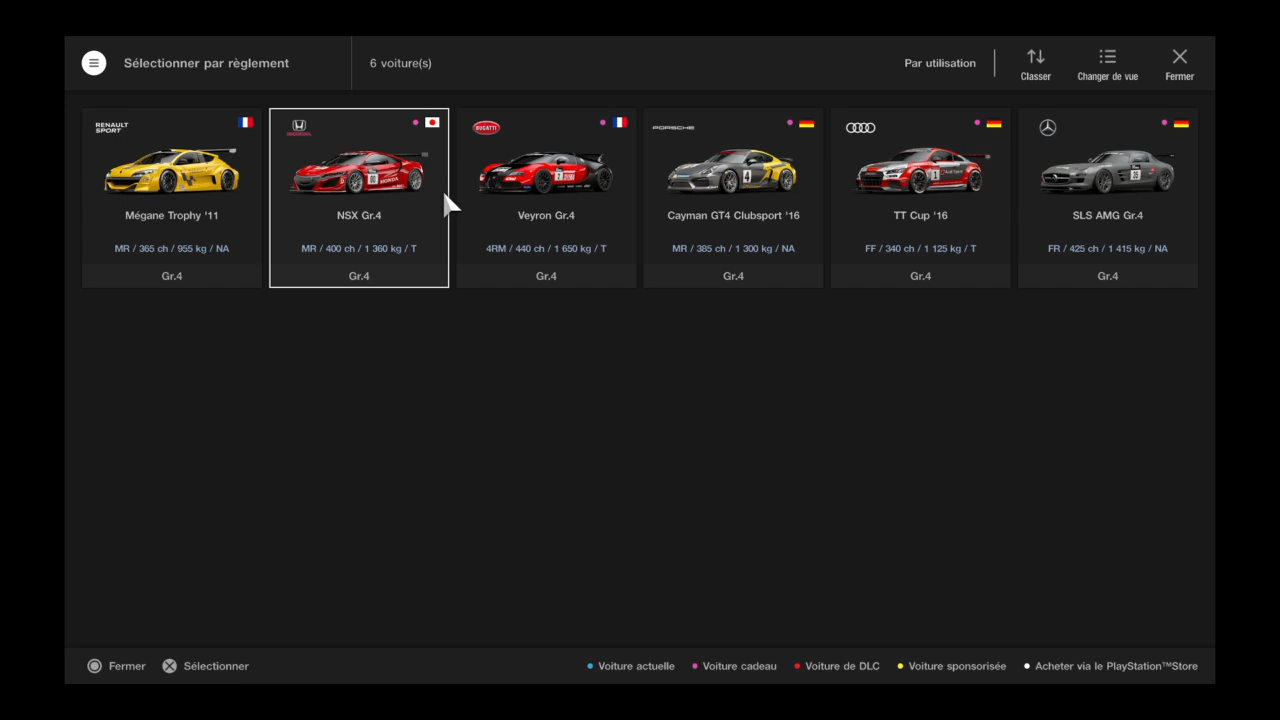 Sélectionner par règlement
6 voiture(s)
Par utilisation
Classer
Changer de vue
Fermer
RENAULT
SPORT
Mégane Trophy '11
MR / 365 ch / 955 kg / NA
Gr.4
HONDA
NSX Gr.4
MR / 400 ch / 1 360 kg / T
Gr.4
BUGATTI
Veyron Gr.4
4RM / 440 ch / 1 650 kg / T
Gr.4
PORSCHE
4
Cayman GT4 Clubsport '16
MR / 385 ch / 1 300 kg / NA
Gr.4
1
Audi Sport
TT Cup '16
FF / 340 ch / 1 125 kg / T
Gr.4
SLS AMG Gr.4
FR / 425 ch / 1 415 kg / NA
Gr.4
Fermer
Sélectionner
Voiture actuelle
Voiture cadeau
Voiture de DLC
Voiture sponsorisée
Acheter via le PlayStation™Store